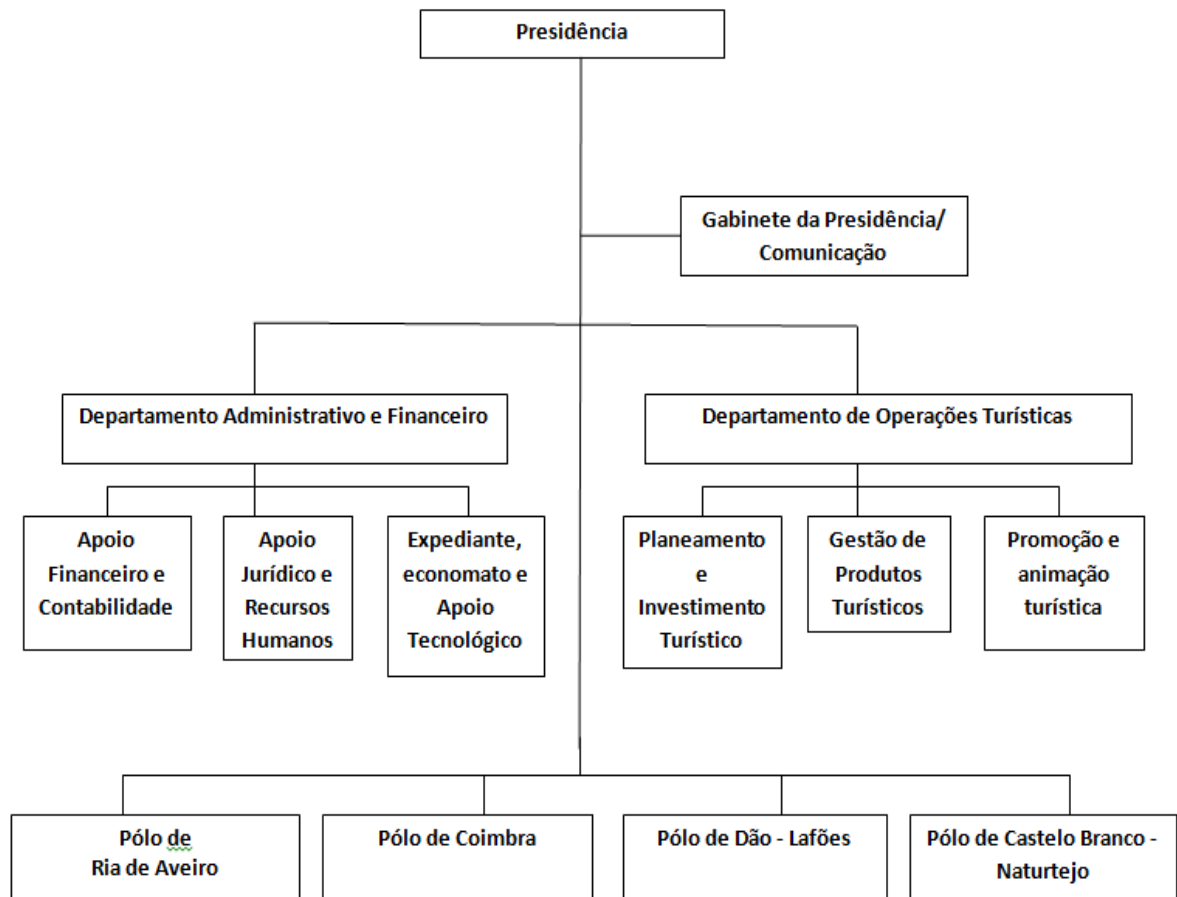 Presidência
Gabinete da Presidência/
Comunicação
Departamento Administrativo e Financeiro
Departamento de Operações Turísticas
Apoio
Financeiro e
Contabilidade
Apoio
Jurídico e
Recursos
Humanos
Expediante,
economato e
Apoio
Tecnológico
Planeamento
e
Investimento
Turístico
Gestão de
Produtos
Turísticos
Promoção e
animação
turística
Pólo de
Ria de Aveiro
Pólo de Coimbra
Pólo de Dão - Lafões
Pólo de Castelo Branco -
Naturtejo